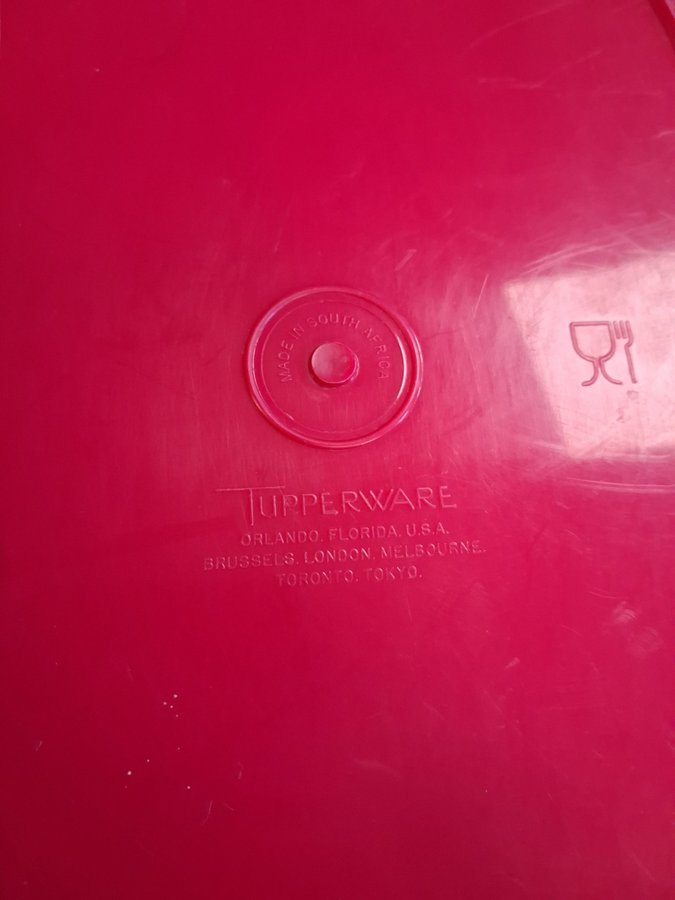 MADE IN SOUTH AFRICA
TUPPERWARE
ORLANDO. FLORIDA. U.S.A.
BRUSSELS. LONDON. MELBOURNE.
TORONTO. TOKYO.